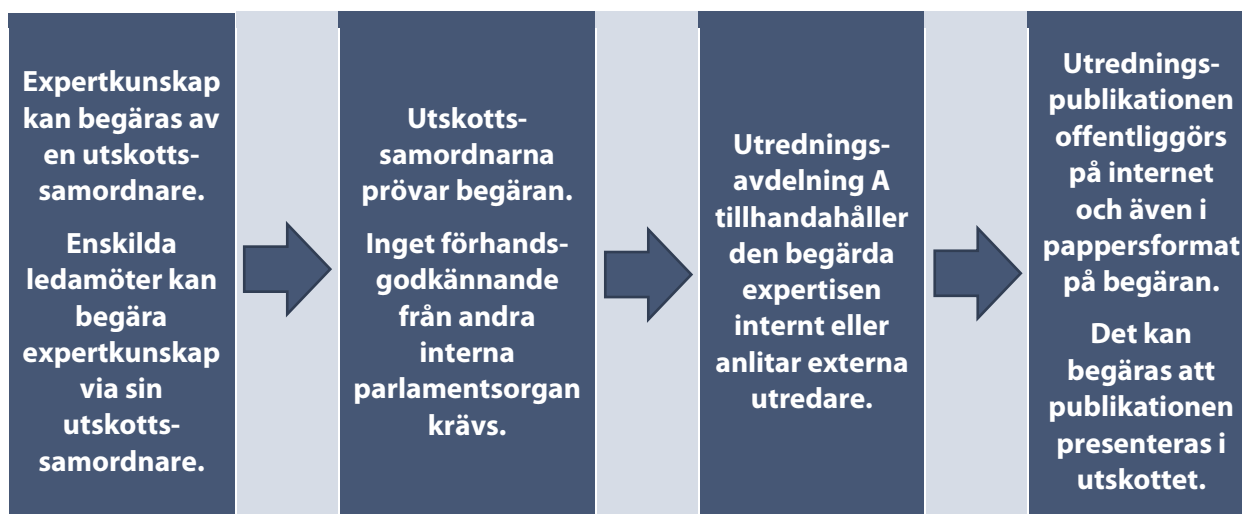 Expertkunskap
kan begäras av
en utskotts-
samordnare.
Enskilda
ledamöter kan
begära
expertkunskap
via sin
utskotts-
samordnare.
Utskotts-
samordnarna
prövar begäran.
Inget förhands-
godkännande
från andra
interna
parlamentsorgan
krävs.
Utrednings-
avdelning A
tillhandahåller
den begärda
expertisen
internt eller
anlitar externa
utredare.
Utrednings-
publikationen
offentliggörs
på internet
och även i
pappersformat
på begäran.
Det kan
begäras att
publikationen
presenteras i
utskottet.